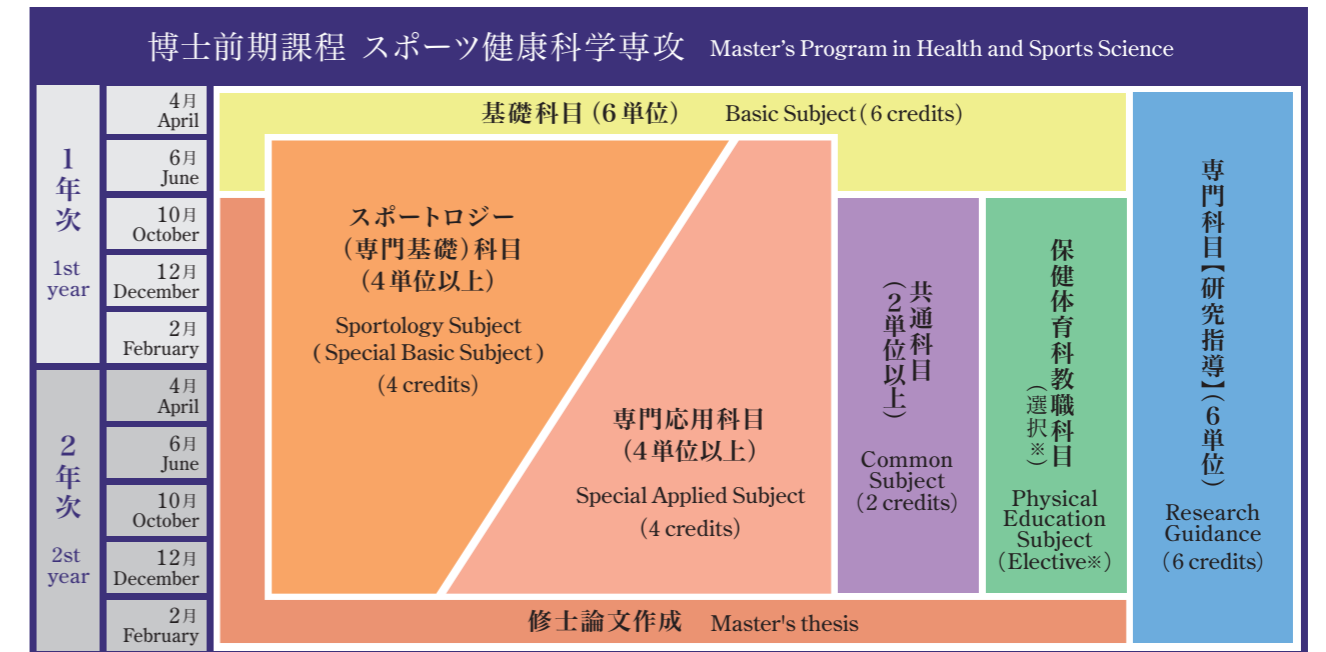 博士前期課程 スポーツ健康科学専攻 Master's Program in Health and Sports Science
1年次
1st
year
4月
April
6月
June
10月
October
12月
December
2月
February
2年次
2st
year
4月
April
6月
June
10月
October
12月
December
2月
February
基礎科目（6単位） Basic Subject（6 credits）
スポートロジー
（専門基礎）科目
（4単位以上）
Sportology Subject
（Special Basic Subject）
（4 credits）
専門応用科目
（4単位以上）
Special Applied Subject
（4 credits）
共通科目
（2単位以上）
Common
Subject
（2 credits）
保健体育科教職科目
（選択※）
Physical
Education
Subject
（Elective※）
専門科目【研究指導】（6単位）
Research
Guidance
（6 credits）
修士論文作成 Master's thesis